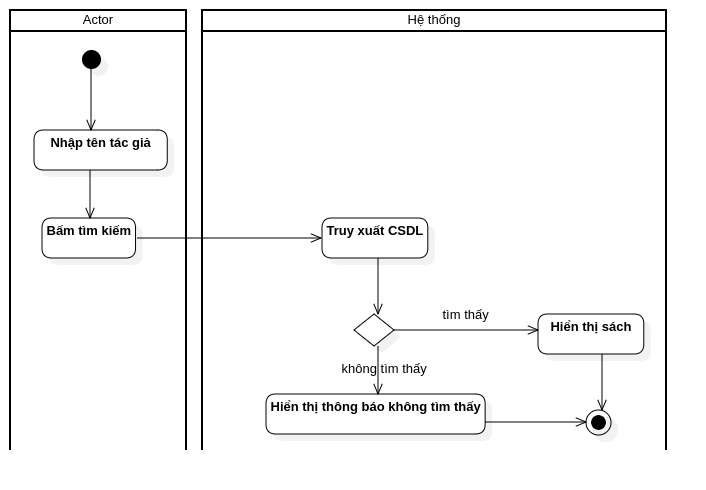 Actor
Hệ thống
Nhập tên tác giả
Bấm tìm kiếm
Truy xuất CSDL
tìm thấy
Hiển thị sách
không tìm thấy
Hiển thị thông báo không tìm thấy